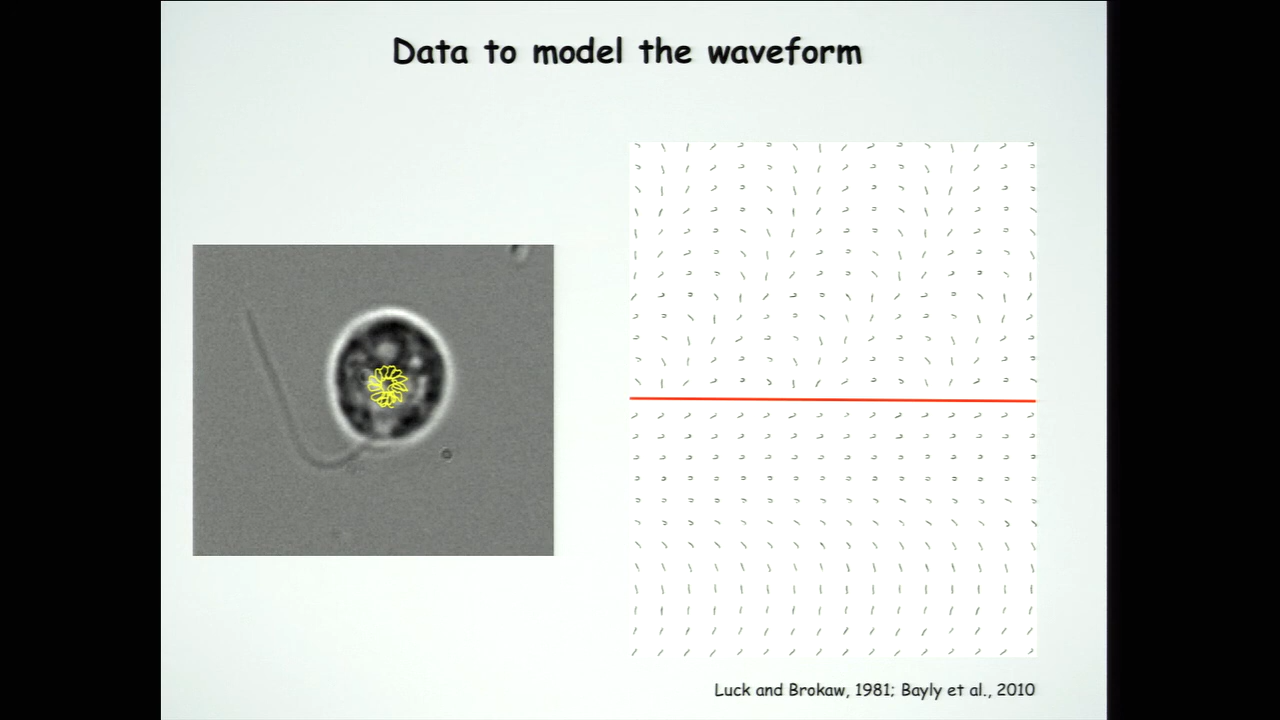 Data to model the waveform
Luck and Brokaw, 1981; Bayly et al., 2010